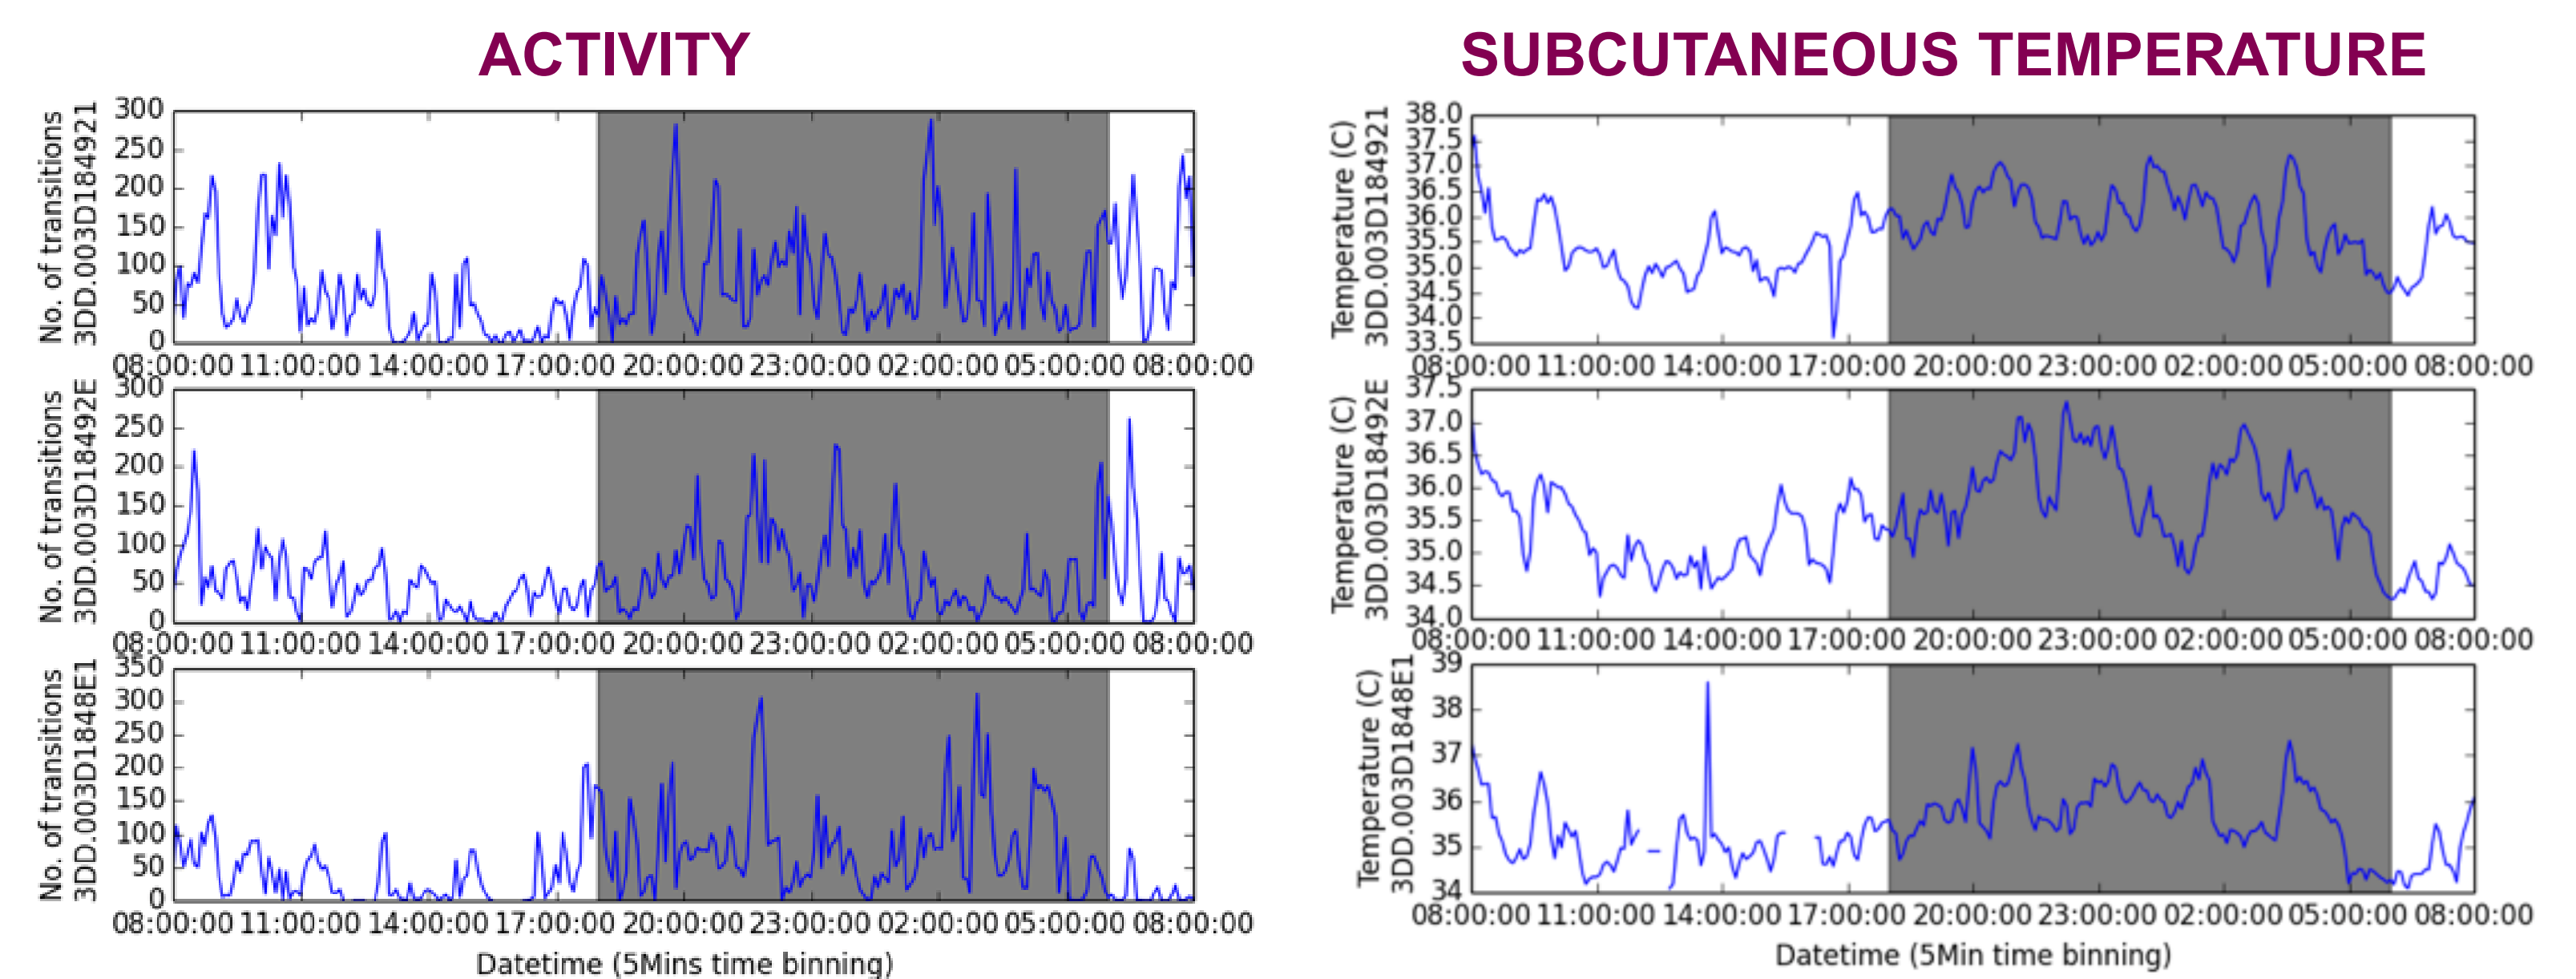 ACTIVITY
No. of transitions
3DD.003D184921
300
250
200
150
100
50
0
08:00:00 11:00:00 14:00:00 17:00:00 20:00:00 23:00:00 02:00:00 05:00:00 08:00:00
No. of transitions
3DD.003D18492E
300
250
200
150
100
50
0
08:00:00 11:00:00 14:00:00 17:00:00 20:00:00 23:00:00 02:00:00 05:00:00 08:00:00
No. of transitions
3DD.003D1848E1
350
300
250
200
150
100
50
0
08:00:00 11:00:00 14:00:00 17:00:00 20:00:00 23:00:00 02:00:00 05:00:00 08:00:00
Datetime (5Mins time binning)
SUBCUTANEOUS TEMPERATURE
Temperature (C)
3DD.003D184921
38.0
37.5
37.0
36.5
36.0
35.5
35.0
34.5
34.0
33.5
08:00:00 11:00:00 14:00:00 17:00:00 20:00:00 23:00:00 02:00:00 05:00:00 08:00:00
Temperature (C)
3DD.003D18492E
37.5
37.0
36.5
36.0
35.5
35.0
34.5
34.0
08:00:00 11:00:00 14:00:00 17:00:00 20:00:00 23:00:00 02:00:00 05:00:00 08:00:00
Temperature (C)
3DD.003D1848E1
39
38
37
36
35
34
08:00:00 11:00:00 14:00:00 17:00:00 20:00:00 23:00:00 02:00:00 05:00:00 08:00:00
Datetime (5Min time binning)